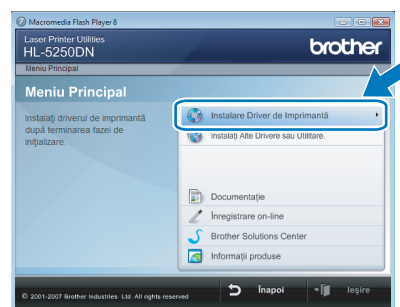 Macromedia Flash Player 8
Laser Printer Utilities
HL-5250DN
brother
Meniu Principal
Meniu Principal
Instalaţi driverul de imprimantă
după terminarea fazei de
iniţializare.
Instalare Driver de Imprimantă
Instalaţi Alte Drivere sau Utilitare.
Documentaţie
Înregistrare on-line
Brother Solutions Center
Informaţii produse
© 2001-2007 Brother Industries Ltd. All rights reserved
Înapoi
Ieşire